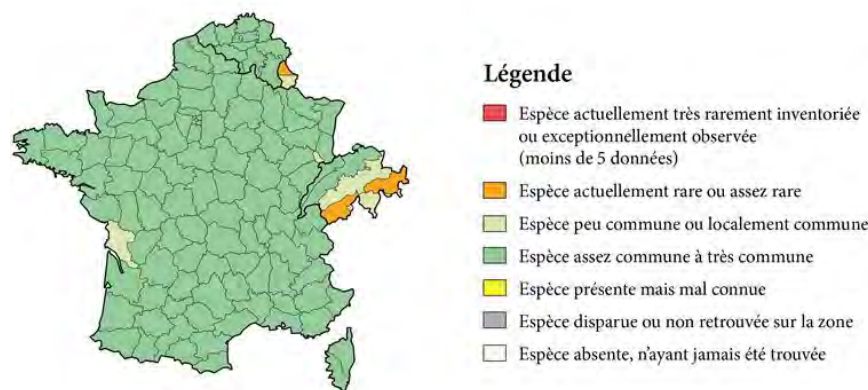 Légende
Espèce actuellement très rarement inventoriée
ou exceptionnellement observée
(moins de 5 données)
Espèce actuellement rare ou assez rare
Espèce peu commune ou localement commune
Espèce assez commune à très commune
Espèce présente mais mal connue
Espèce disparue ou non retrouvée sur la zone
Espèce absente, n'ayant jamais été trouvée